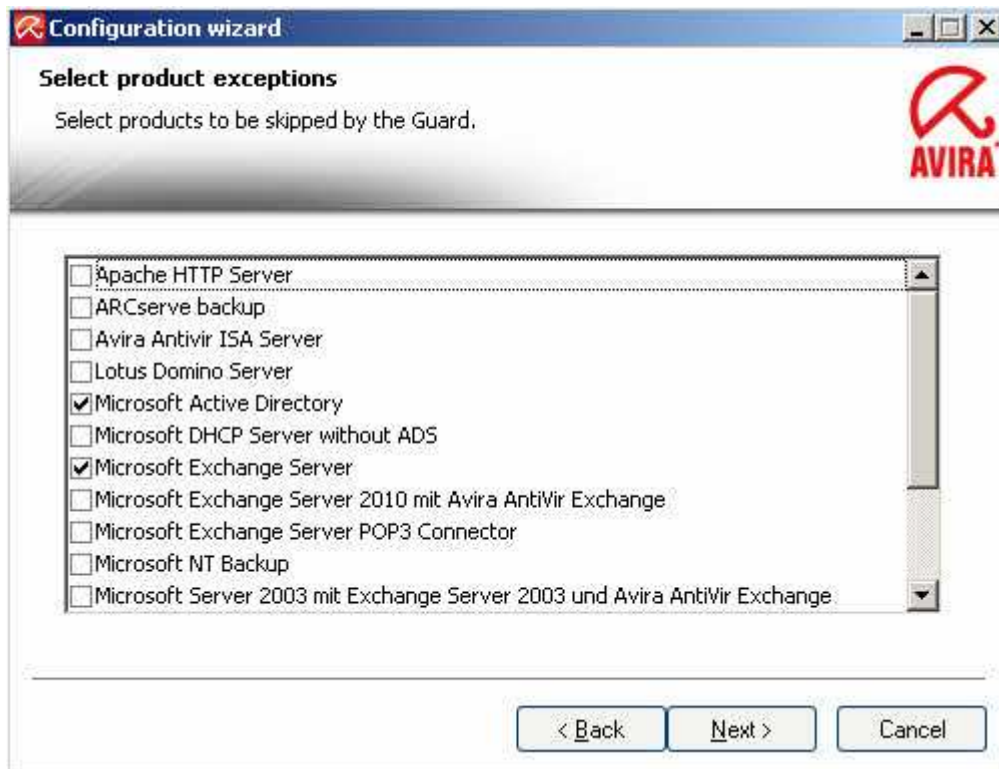 Configuration wizard
Select product exceptions
Select products to be skipped by the Guard.
AVIRA
Apache HTTP Server
ARCserve backup
Avira Antivir ISA Server
Lotus Domino Server
Microsoft Active Directory
Microsoft DHCP Server without ADS
Microsoft Exchange Server
Microsoft Exchange Server 2010 mit Avira AntiVir Exchange
Microsoft Exchange Server POP3 Connector
Microsoft NT Backup
Microsoft Server 2003 mit Exchange Server 2003 und Avira AntiVir Exchange
< Back
Next >
Cancel